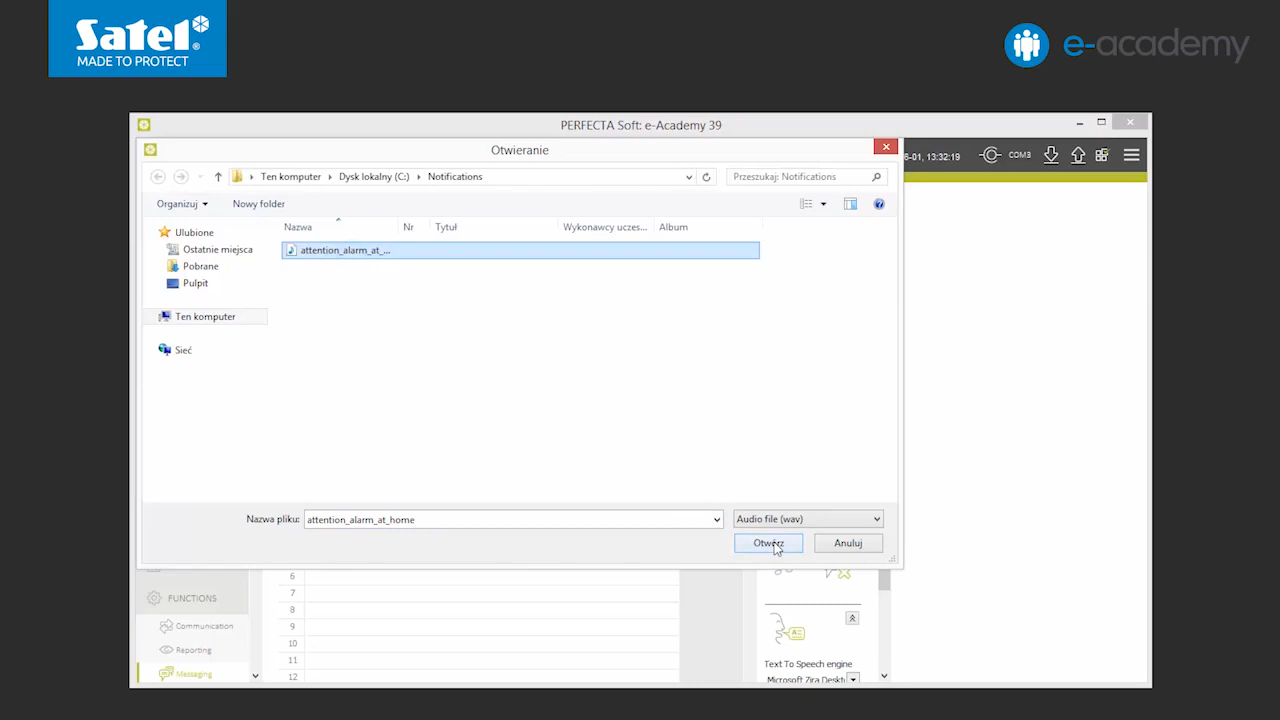 Satel®
MADE TO PROTECT
e-academy
PERFECTA Soft: e-Academy 39
Otwieranie
6-01, 13:32:19
COM3
Ten komputer
Dysk lokalny (C:)
Notifications
Przeszukaj: Notifications
Organizuj
Nowy folder
Nazwa
Nr
Tytuł
Wykonawcy uczes...
Album
Ulubione
Ostatnie miejsca
Pobrane
Pulpit
Ten komputer
Sieć
attention_alarm_at_...
Nazwa pliku:
attention_alarm_at_home
Audio file (wav)
Otwórz
Anuluj
FUNCTIONS
Communication
Reporting
Messaging
6
7
8
9
10
11
12
Text To Speech engine
Microsoft Zira Deskt